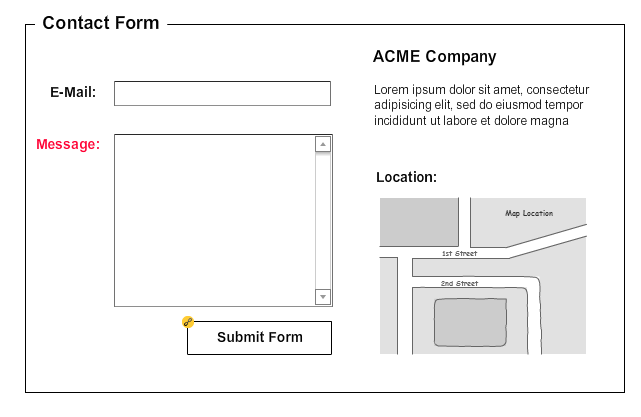 Contact Form
E-Mail:
Message:
Submit Form
ACME Company
Lorem ipsum dolor sit amet, consectetur
adipisicing elit, sed do eiusmod tempor
incididunt ut labore et dolore magna
Location:
Map Location
1st Street
2nd Street